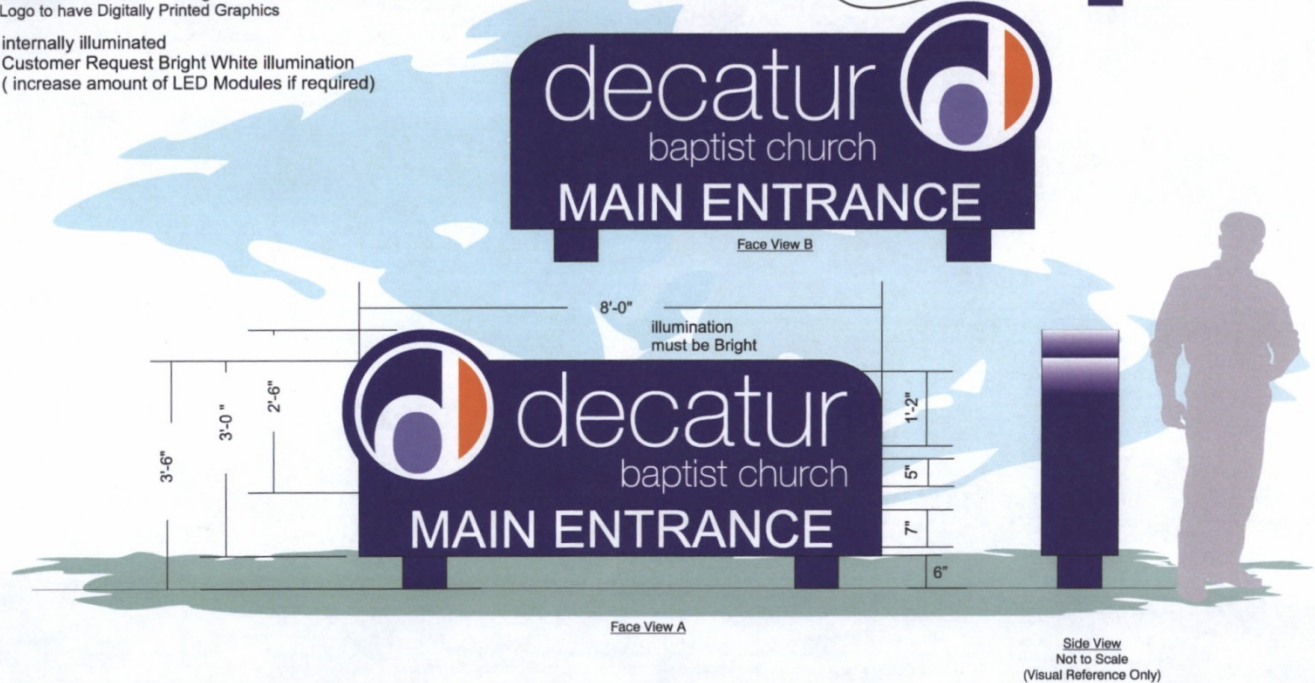 Logo to have Digitally Printed Graphics
internally illuminated
Customer Request Bright White illumination
( increase amount of LED Modules if required)
decatur
baptist church
MAIN ENTRANCE
Face View B
8'-0"
illumination
must be Bright
3'-6"
3'-0 "
2'-6"
decatur
baptist church
MAIN ENTRANCE
1'-2"
5"
7"
6"
Face View A
Side View
Not to Scale
(Visual Reference Only)